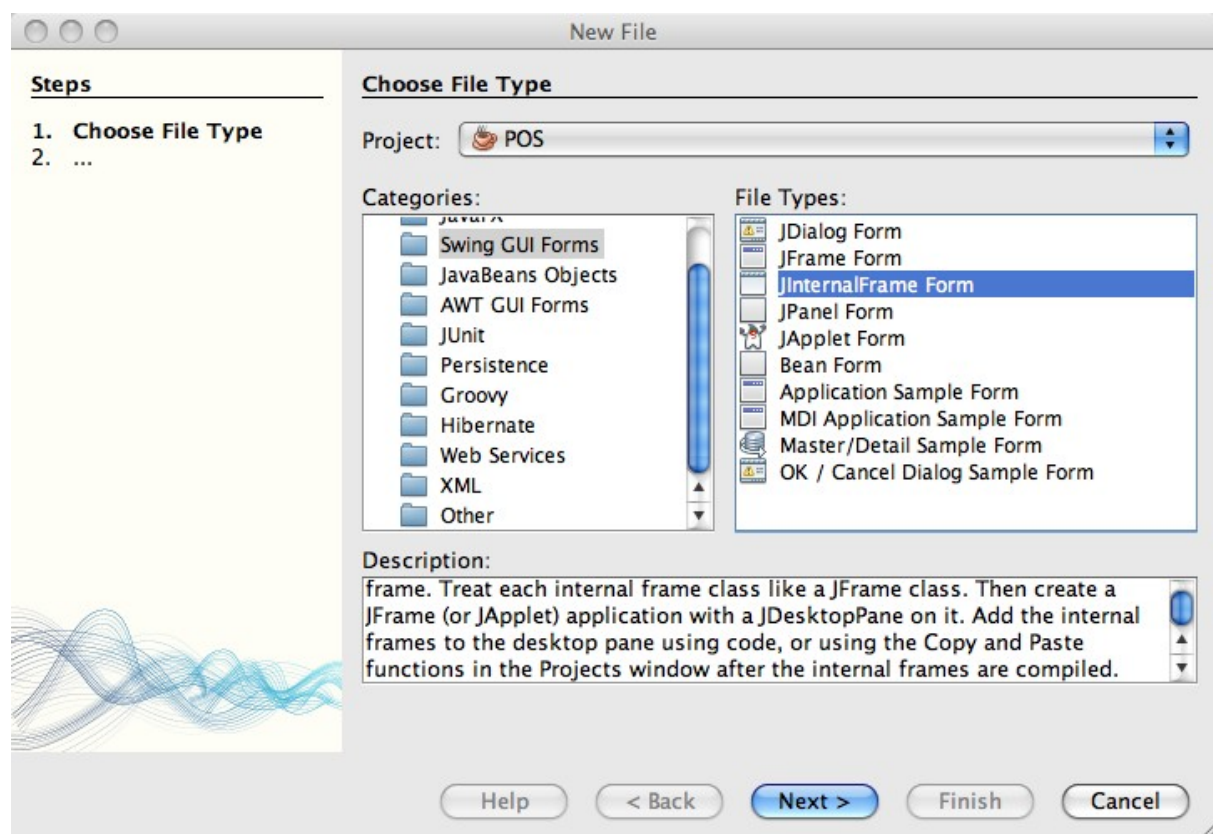 New File
Steps
1. Choose File Type
2. ...
Choose File Type
Project: POS
Categories:
JavaFX
Swing GUI Forms
JavaBeans Objects
AWT GUI Forms
JUnit
Persistence
Groovy
Hibernate
Web Services
XML
Other
File Types:
JDialog Form
JFrame Form
JInternalFrame Form
JPanel Form
JApplet Form
Bean Form
Application Sample Form
MDI Application Sample Form
Master/Detail Sample Form
OK / Cancel Dialog Sample Form
Description:
frame. Treat each internal frame class like a JFrame class. Then create a
JFrame (or JApplet) application with a JDesktopPane on it. Add the internal
frames to the desktop pane using code, or using the Copy and Paste
functions in the Projects window after the internal frames are compiled.
Help < Back Next > Finish Cancel